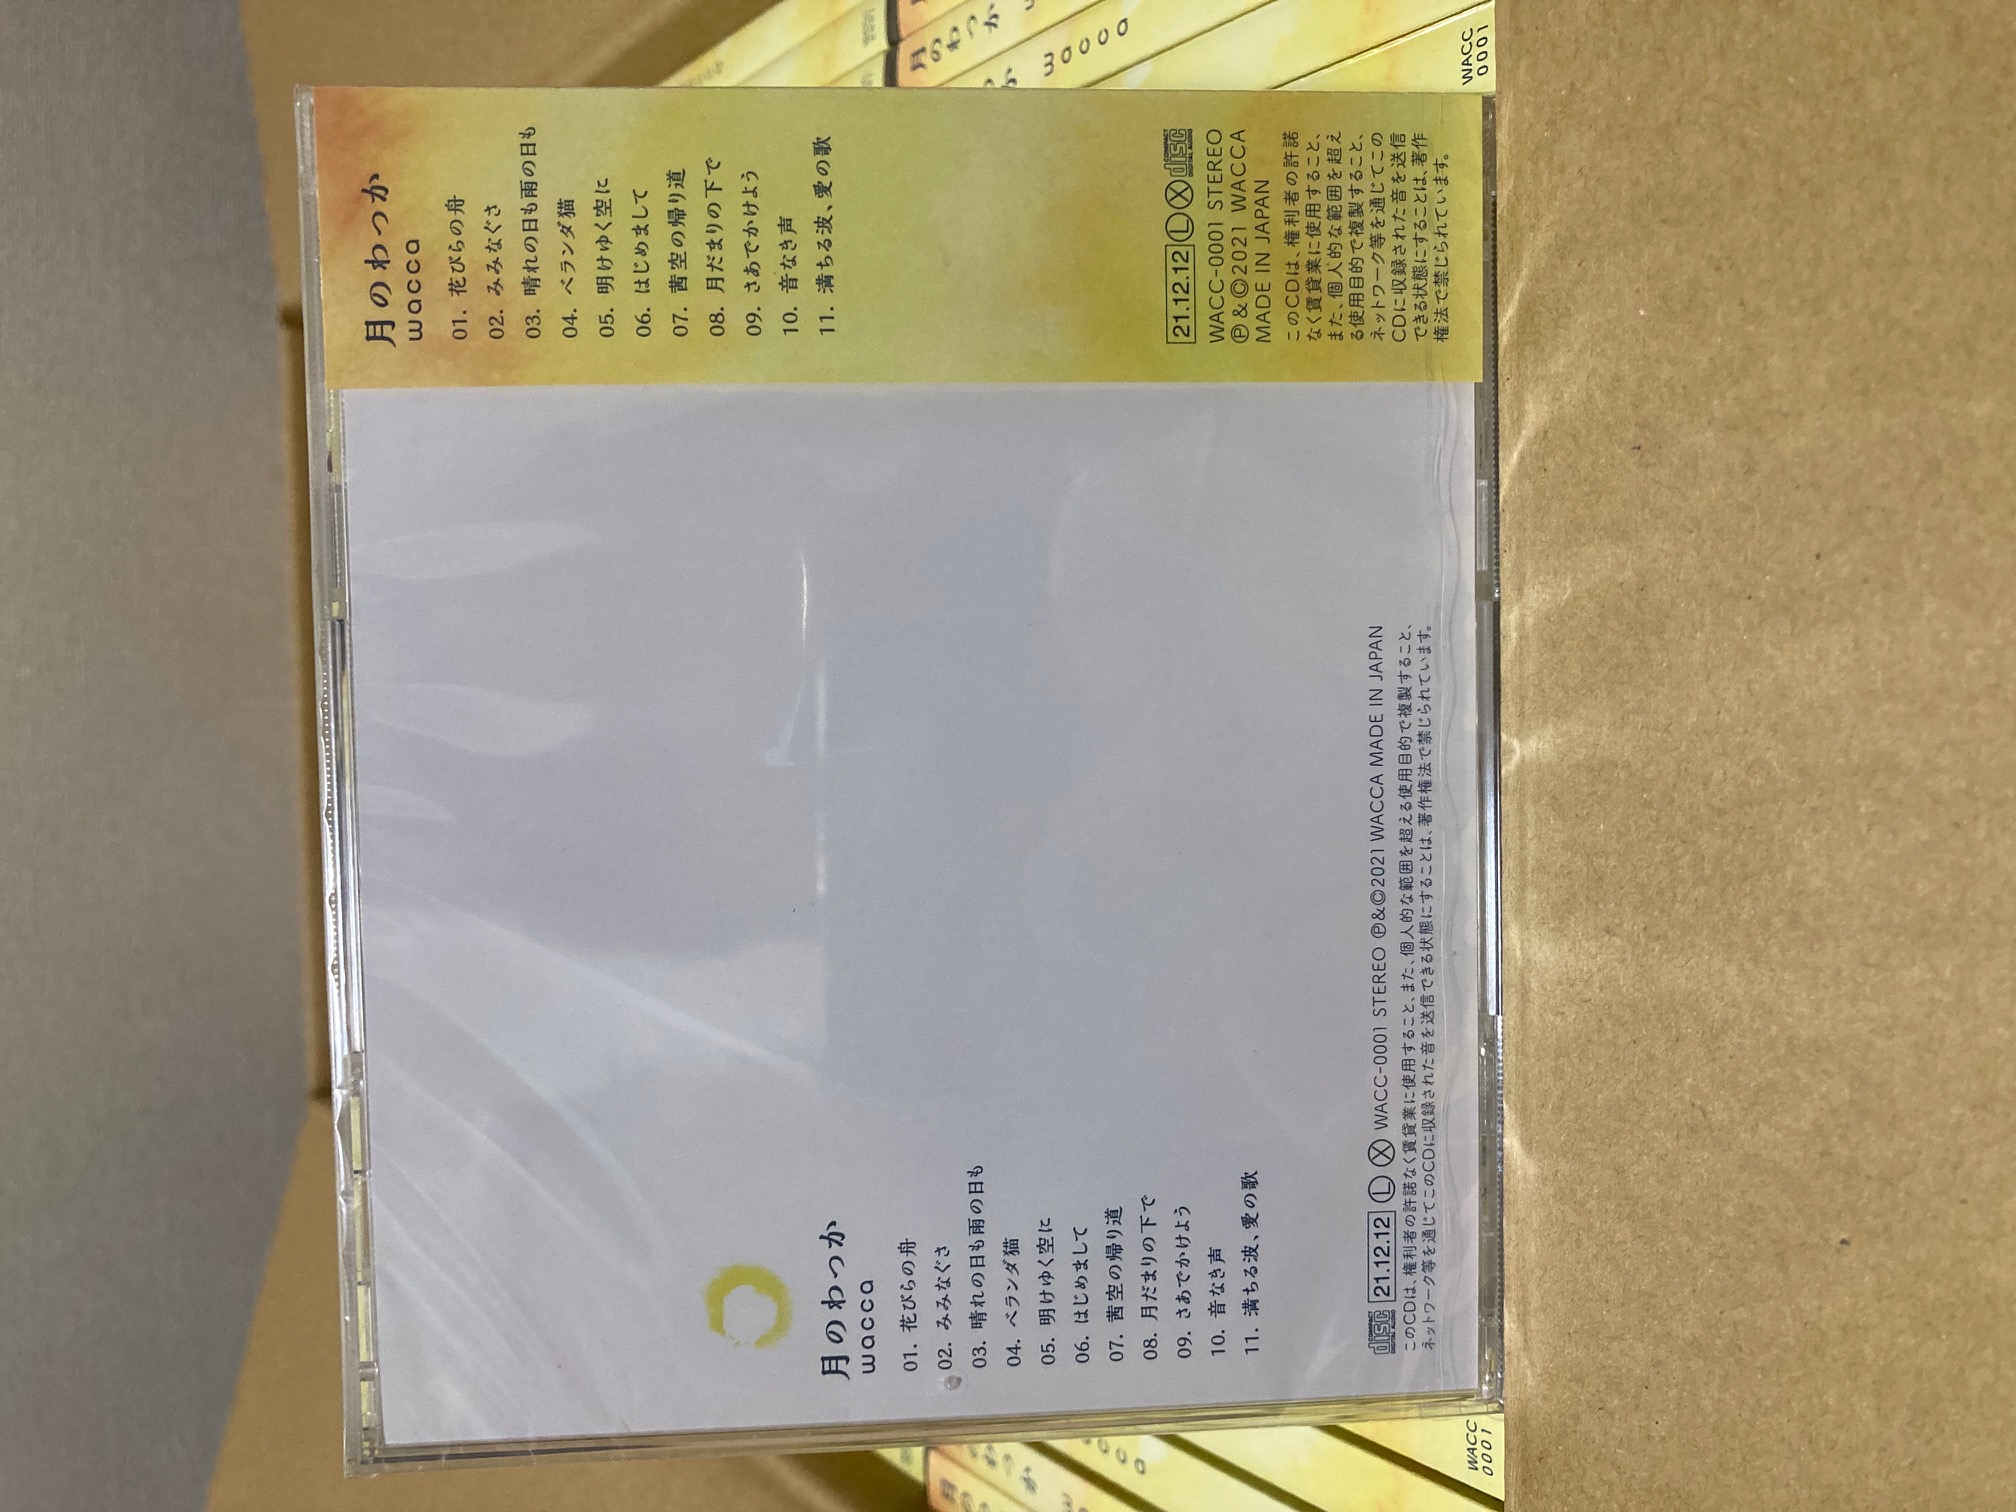 月のわっか
wacca
01. 花びらの舟
02. みみなぐさ
03. 晴れの日も雨の日も
04. ベランダ猫
05. 明けゆく空に
06. はじめまして
07. 茜空の帰り道
08. 月だまりの下で
09. さあでかけよう
10. 音なき声
11. 満ちる波、愛の歌
21.12.12 L X COMPACT disc DIGITAL AUDIO
WACC-0001 STEREO
Ⓟ&©2021 WACCA
MADE IN JAPAN
このCDは、権利者の許諾
なく賃貸業に使用すること、
また、個人的な範囲を超え
る使用目的で複製すること、
ネットワーク等を通じてこの
CDに収録された音を送信
できる状態にすることは、著作
権法で禁じられています。
月のわっか
wacca
01. 花びらの舟
02. みみなぐさ
03. 晴れの日も雨の日も
04. ベランダ猫
05. 明けゆく空に
06. はじめまして
07. 茜空の帰り道
08. 月だまりの下で
09. さあでかけよう
10. 音なき声
11. 満ちる波、愛の歌
COMPACT disc DIGITAL AUDIO 21.12.12 L X WACC-0001 STEREO Ⓟ&©2021 WACCA MADE IN JAPAN
このCDは、権利者の許諾なく賃貸業に使用すること、また、個人的な範囲を超える使用目的で複製すること、
ネットワーク等を通じてこのCDに収録された音を送信できる状態にすることは、著作権法で禁じられています。
月のわっか
wacca
WACC
0001
WACC
0001